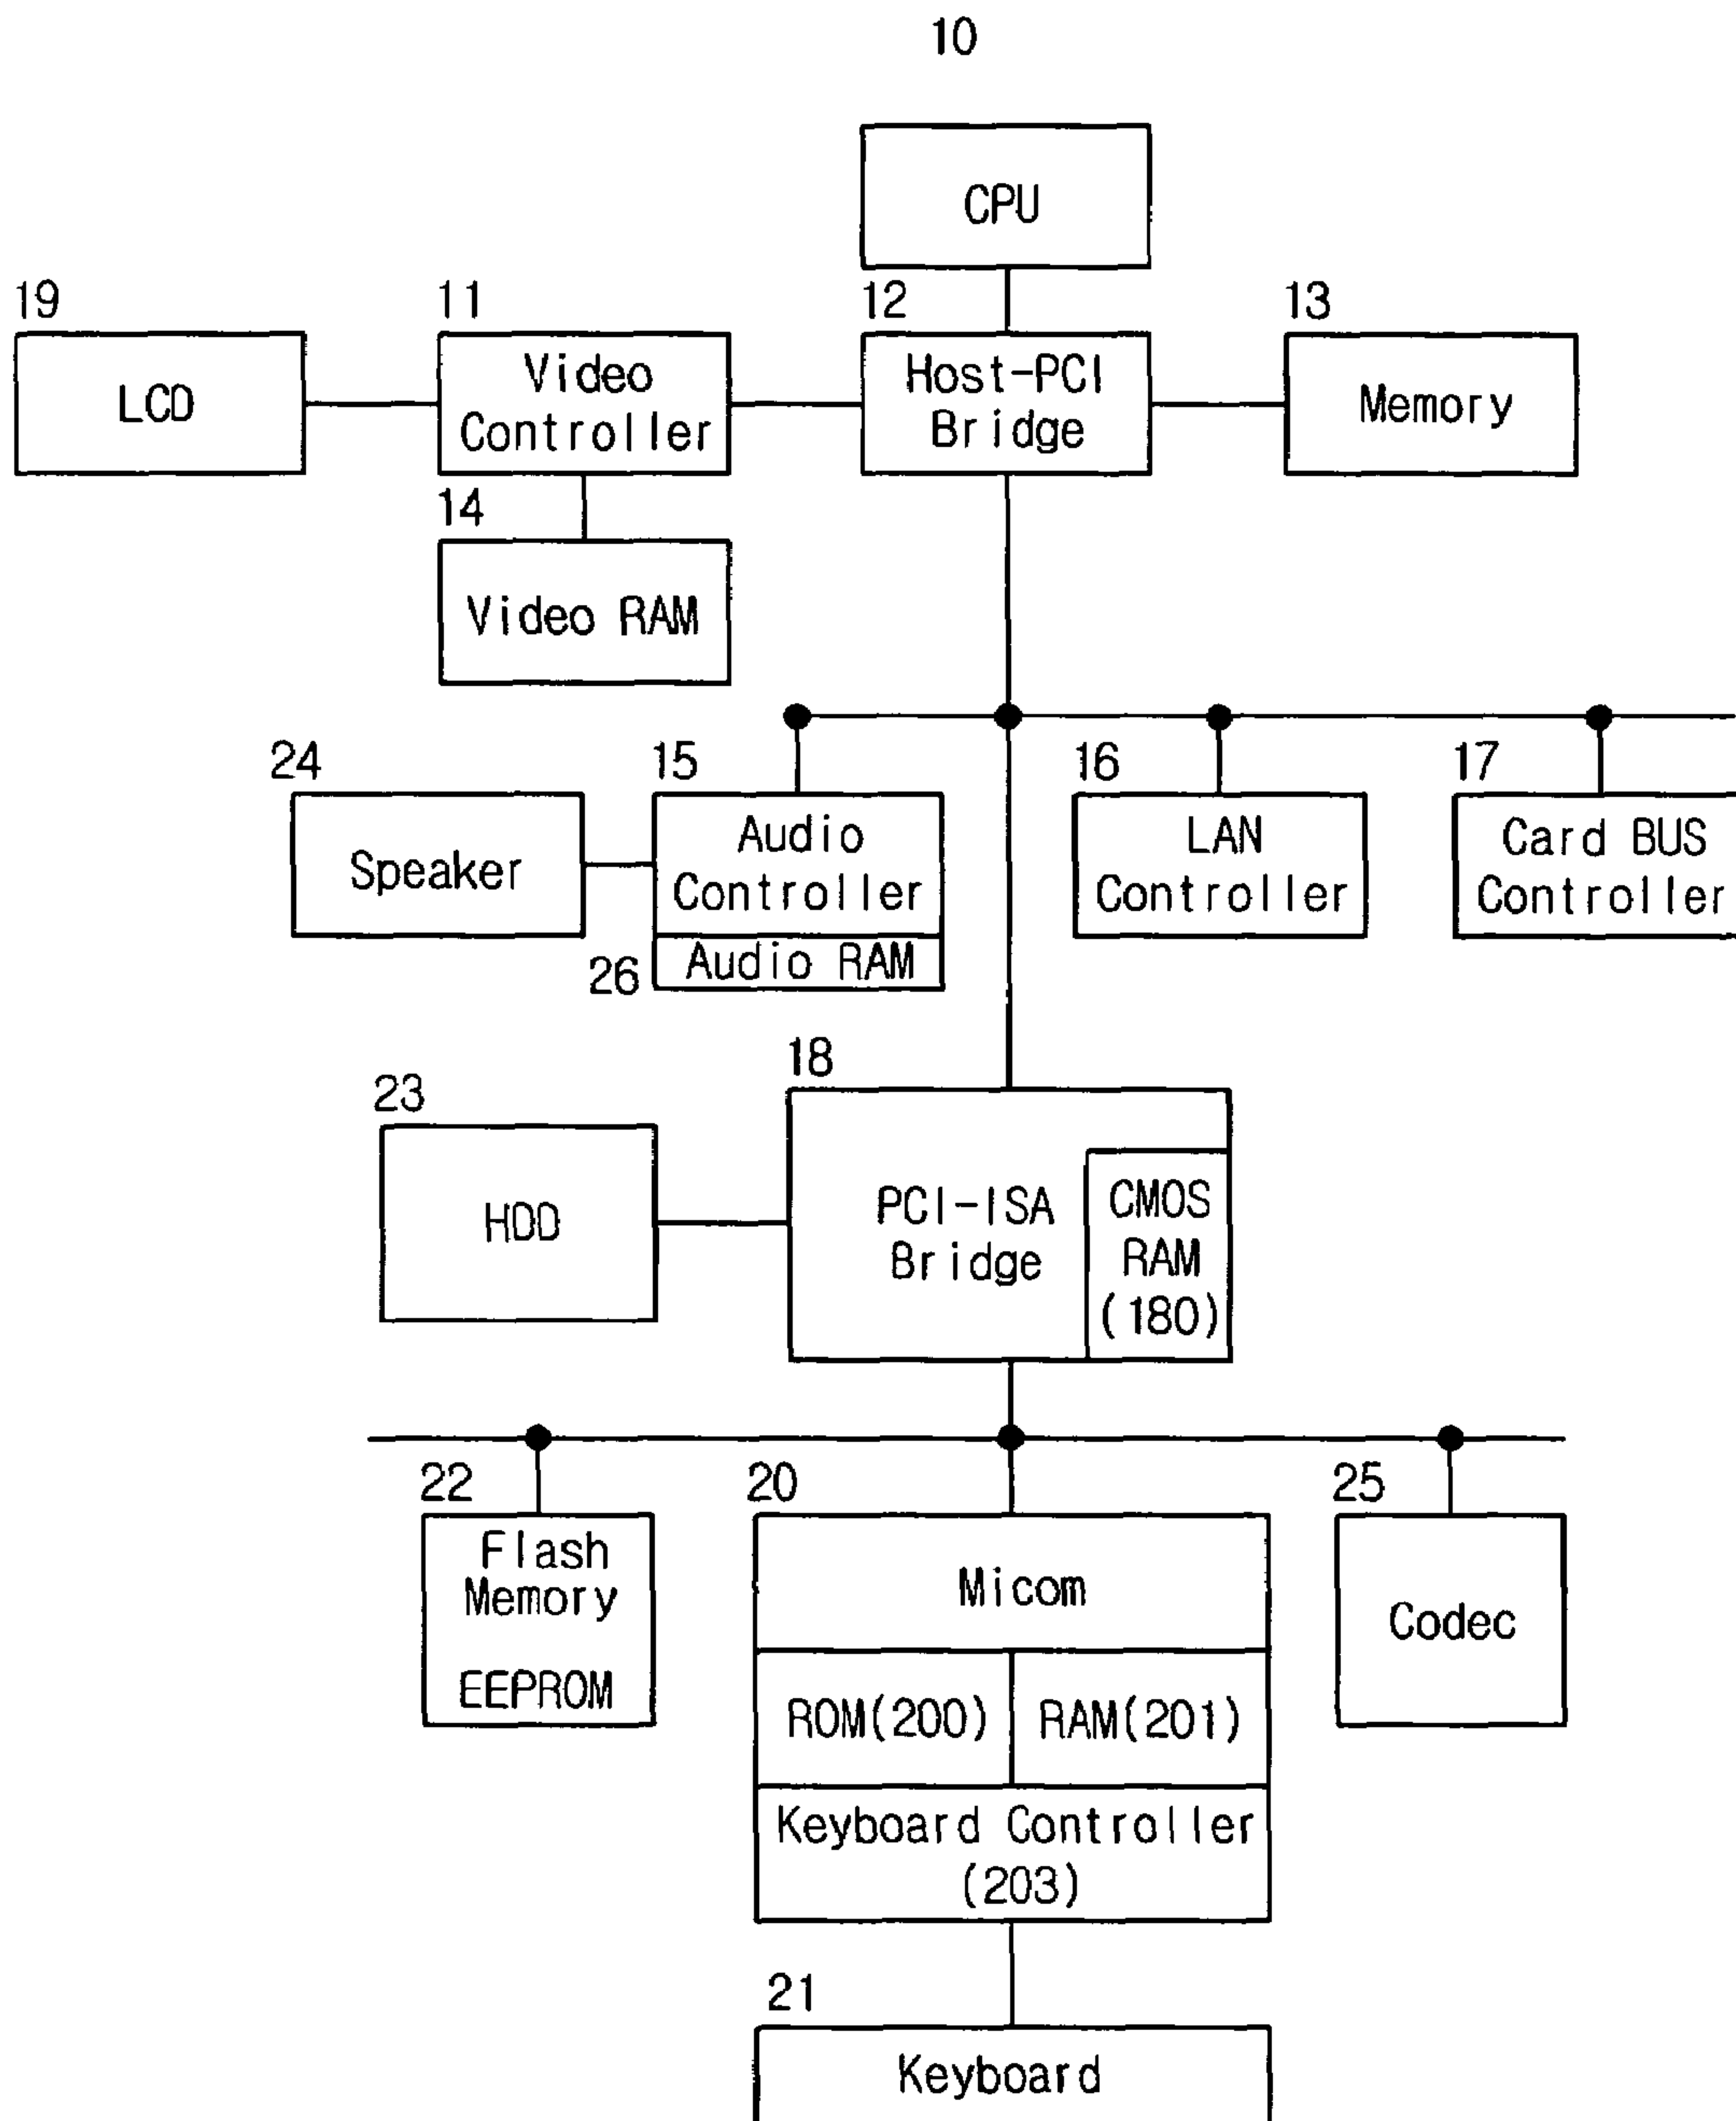 10
CPU
19
11
12
13
LCD
Video
Controller
Host-PCI
Bridge
Memory
14
Video RAM
24
15
16
17
Speaker
Audio
Controller
LAN
Controller
Card BUS
Controller
26
Audio RAM
18
23
HDD
PCI-ISA
Bridge
CMOS
RAM
(180)
22
20
25
Flash
Memory
EEPROM
Micom
Codec
ROM(200)
RAM(201)
Keyboard Controller
(203)
21
Keyboard